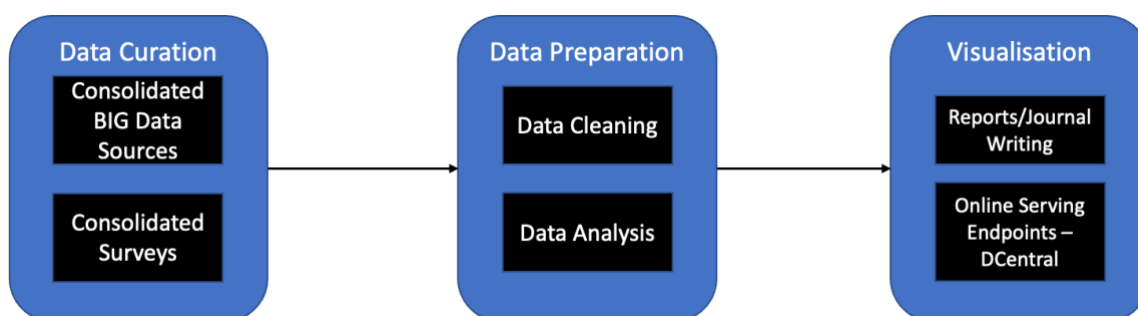 Data Curation
Consolidated
BIG Data
Sources
Consolidated
Surveys
Data Preparation
Data Cleaning
Data Analysis
Visualisation
Reports/Journal
Writing
Online Serving
Endpoints –
DCentral